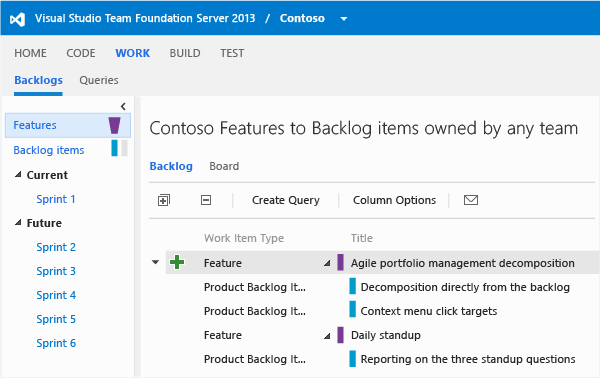 Visual Studio Team Foundation Server 2013 / Contoso
HOME CODE WORK BUILD TEST
Backlogs Queries
Features
Backlog items
Current
Sprint 1
Future
Sprint 2
Sprint 3
Sprint 4
Sprint 5
Sprint 6
Contoso Features to Backlog items owned by any team
Backlog Board
Create Query Column Options
Work Item Type Title
Feature Agile portfolio management decomposition
Product Backlog It... Decomposition directly from the backlog
Product Backlog It... Context menu click targets
Feature Daily standup
Product Backlog It... Reporting on the three standup questions